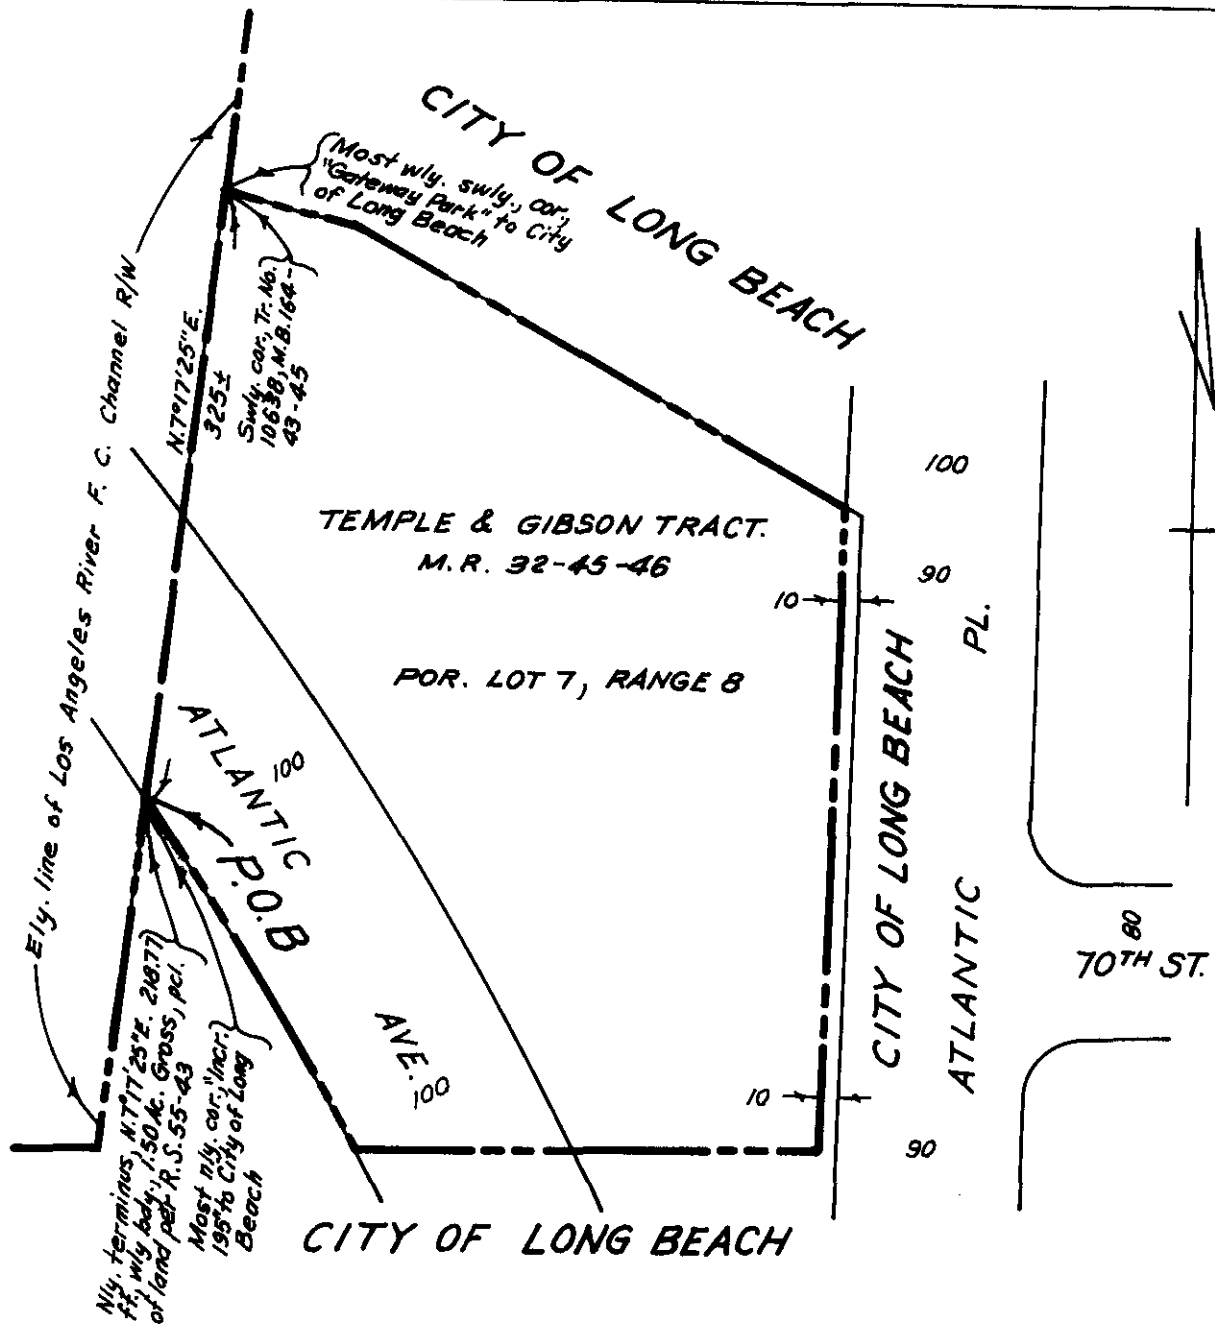 CITY OF LONG BEACH
Most wly. swly., cor.,
"Gateway Park" to City
of Long Beach
Ely. line of Los Angeles River F. C. Channel R/W
N.7°17'25"E.
325±
Swly. cor., Tr. No.
10638, M.B. 164-
43-45
100
TEMPLE & GIBSON TRACT.
M.R. 32-45-46
90
10
PL.
POR. LOT 7, RANGE 8
CITY OF LONG BEACH
ATLANTIC
100
P.O.B
ATLANTIC
80
70TH ST.
Nly. terminus, N.7°17'25"E. 218.77
ft., wly bdy., 1.50 Ac. Gross, pcl.
of land per R.S. 55-43
Most nly. cor., "Incr.
195" to City of Long
Beach
AVE.
100
10
90
CITY OF LONG BEACH